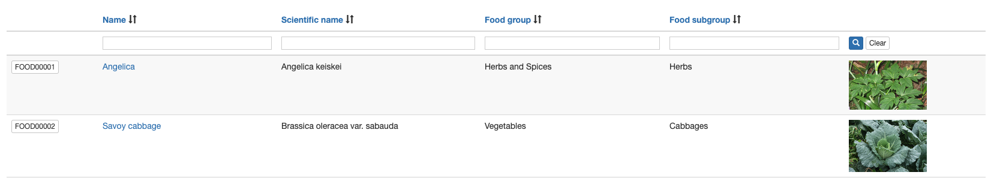 Name Scientific name Food group Food subgroup
Clear
FOOD00001 Angelica Angelica keiskei Herbs and Spices Herbs
FOOD00002 Savoy cabbage Brassica oleracea var. sabauda Vegetables Cabbages